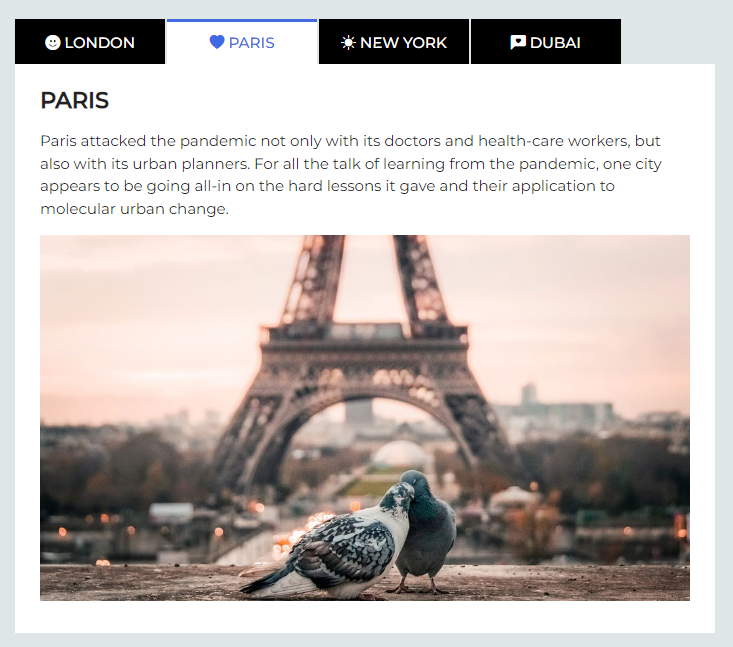 LONDON
PARIS
NEW YORK
DUBAI
PARIS
Paris attacked the pandemic not only with its doctors and health-care workers, but
also with its urban planners. For all the talk of learning from the pandemic, one city
appears to be going all-in on the hard lessons it gave and their application to
molecular urban change.